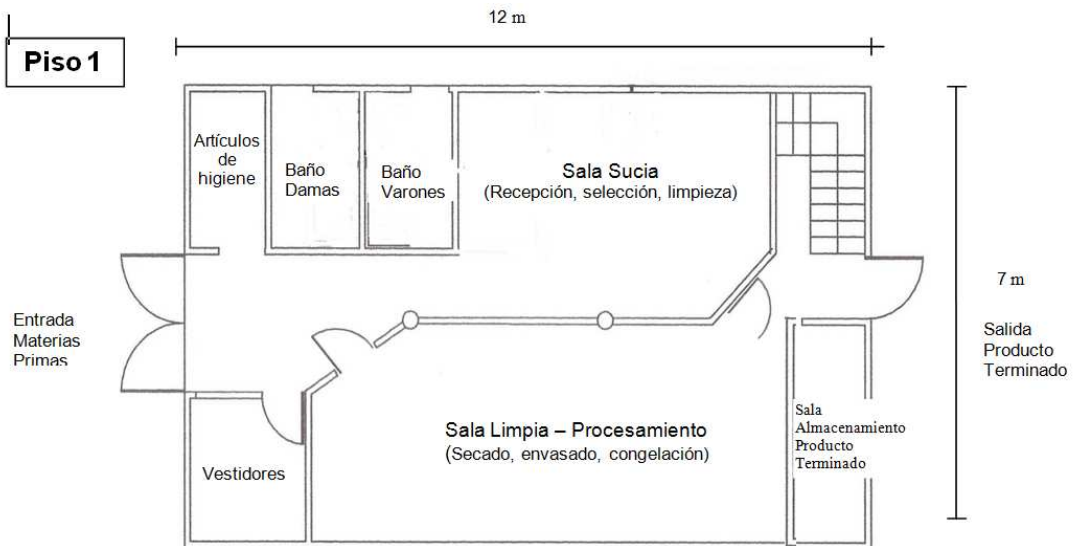 12 m
Piso 1
Artículos
de
higiene
Baño
Damas
Baño
Varones
Sala Sucia
(Recepción, selección, limpieza)
7 m
Entrada
Materias
Primas
Salida
Producto
Terminado
Sala Limpia – Procesamiento
(Secado, envasado, congelación)
Sala
Almacenamiento
Producto
Terminado
Vestidores